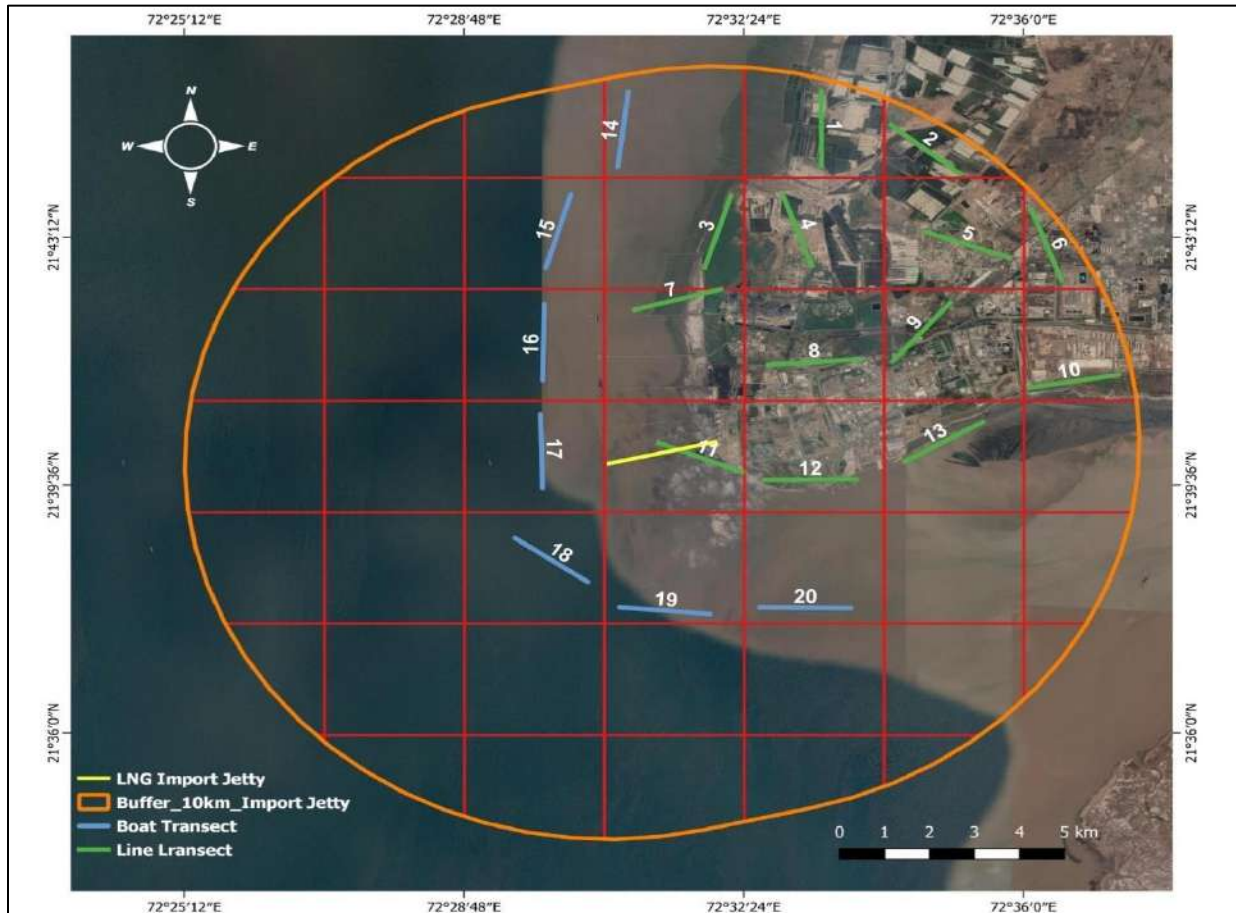 72°25'12"E 72°28'48"E 72°32'24"E 72°36'0"E
N
W E
S
14
1
2
15
3
4
5
6
21°43'12"N
21°43'12"N
7
16
8
9
10
17
11
12
13
21°39'36"N
21°39'36"N
18
19
20
21°36'0"N
21°36'0"N
LNG Import Jetty
Buffer_10km_Import Jetty
Boat Transect
Line Lransect
0 1 2 3 4 5 km
72°25'12"E 72°28'48"E 72°32'24"E 72°36'0"E